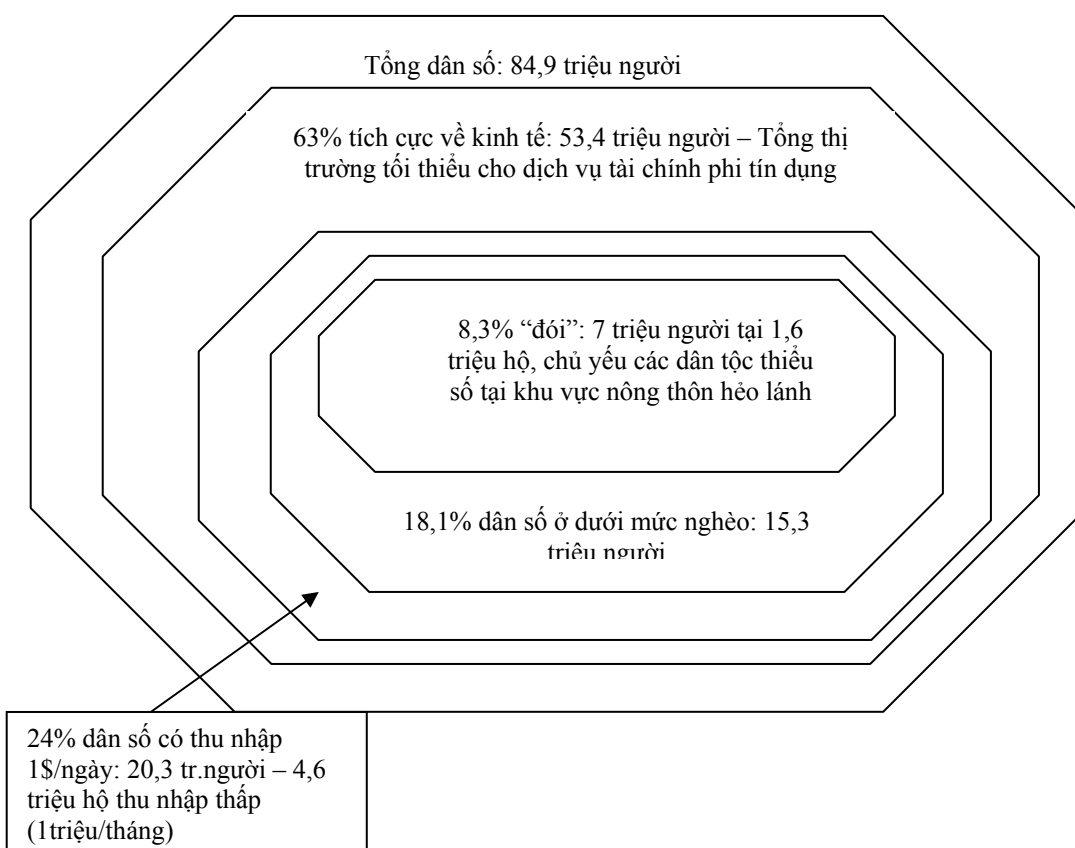 Tổng dân số: 84,9 triệu người
63% tích cực về kinh tế: 53,4 triệu người – Tổng thị
trường tối thiểu cho dịch vụ tài chính phi tín dụng
8,3% “đói”: 7 triệu người tại 1,6
triệu hộ, chủ yếu các dân tộc thiểu
số tại khu vực nông thôn hẻo lánh
18,1% dân số ở dưới mức nghèo: 15,3
triệu người
24% dân số có thu nhập
1$/ngày: 20,3 tr.người – 4,6
triệu hộ thu nhập thấp
(1triệu/tháng)